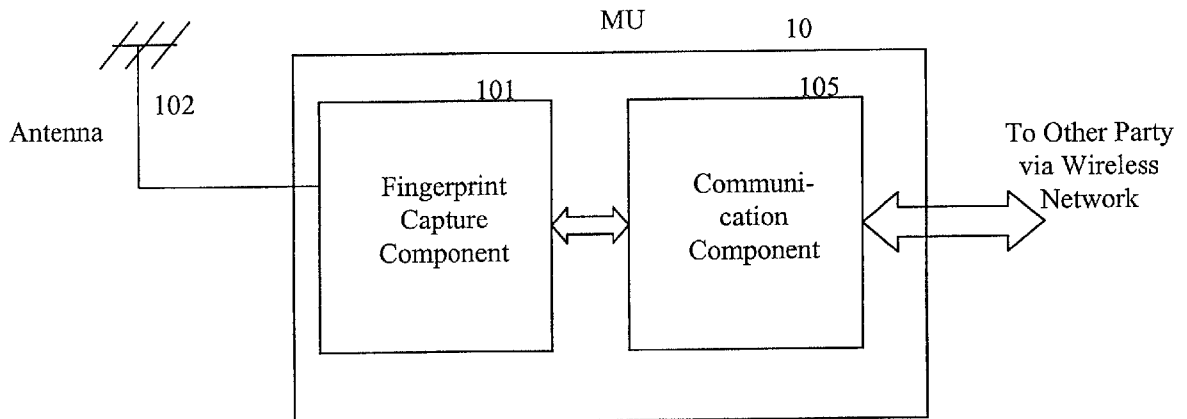 MU
10
101
105
102
Antenna
To Other Party
via Wireless
Network
Fingerprint
Capture
Component
Communi-
cation
Component